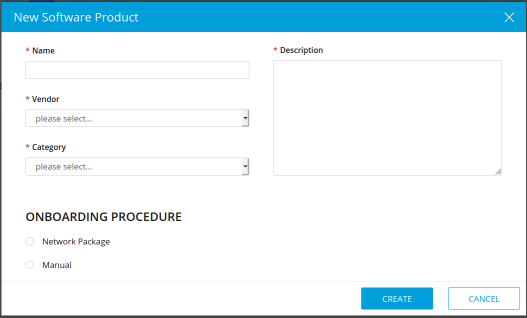 New Software Product
* Name
* Vendor
please select...
* Category
please select...
* Description
ONBOARDING PROCEDURE
Network Package
Manual
CREATE
CANCEL